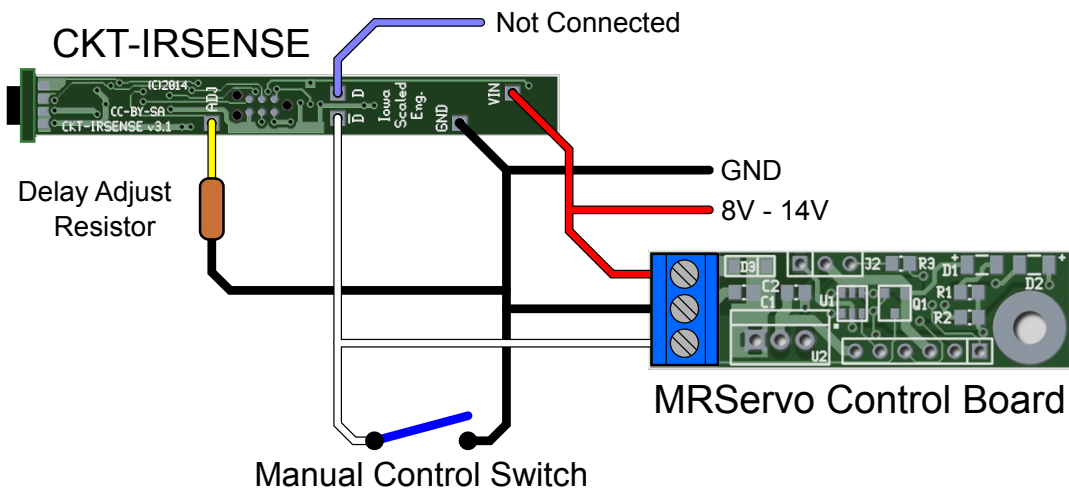 Not Connected
CKT-IRSENSE
(C)2014
CC-BY-SA
CKT-IRSENSE v3.1
ADJ
D
D
Iowa
Scaled
Eng.
GND
VIN
GND
8V - 14V
Delay Adjust
Resistor
D3
J2
R3
D1
D2
C2
C1
U1
Q1
R1
R2
U2
+
+
MRServo Control Board
Manual Control Switch